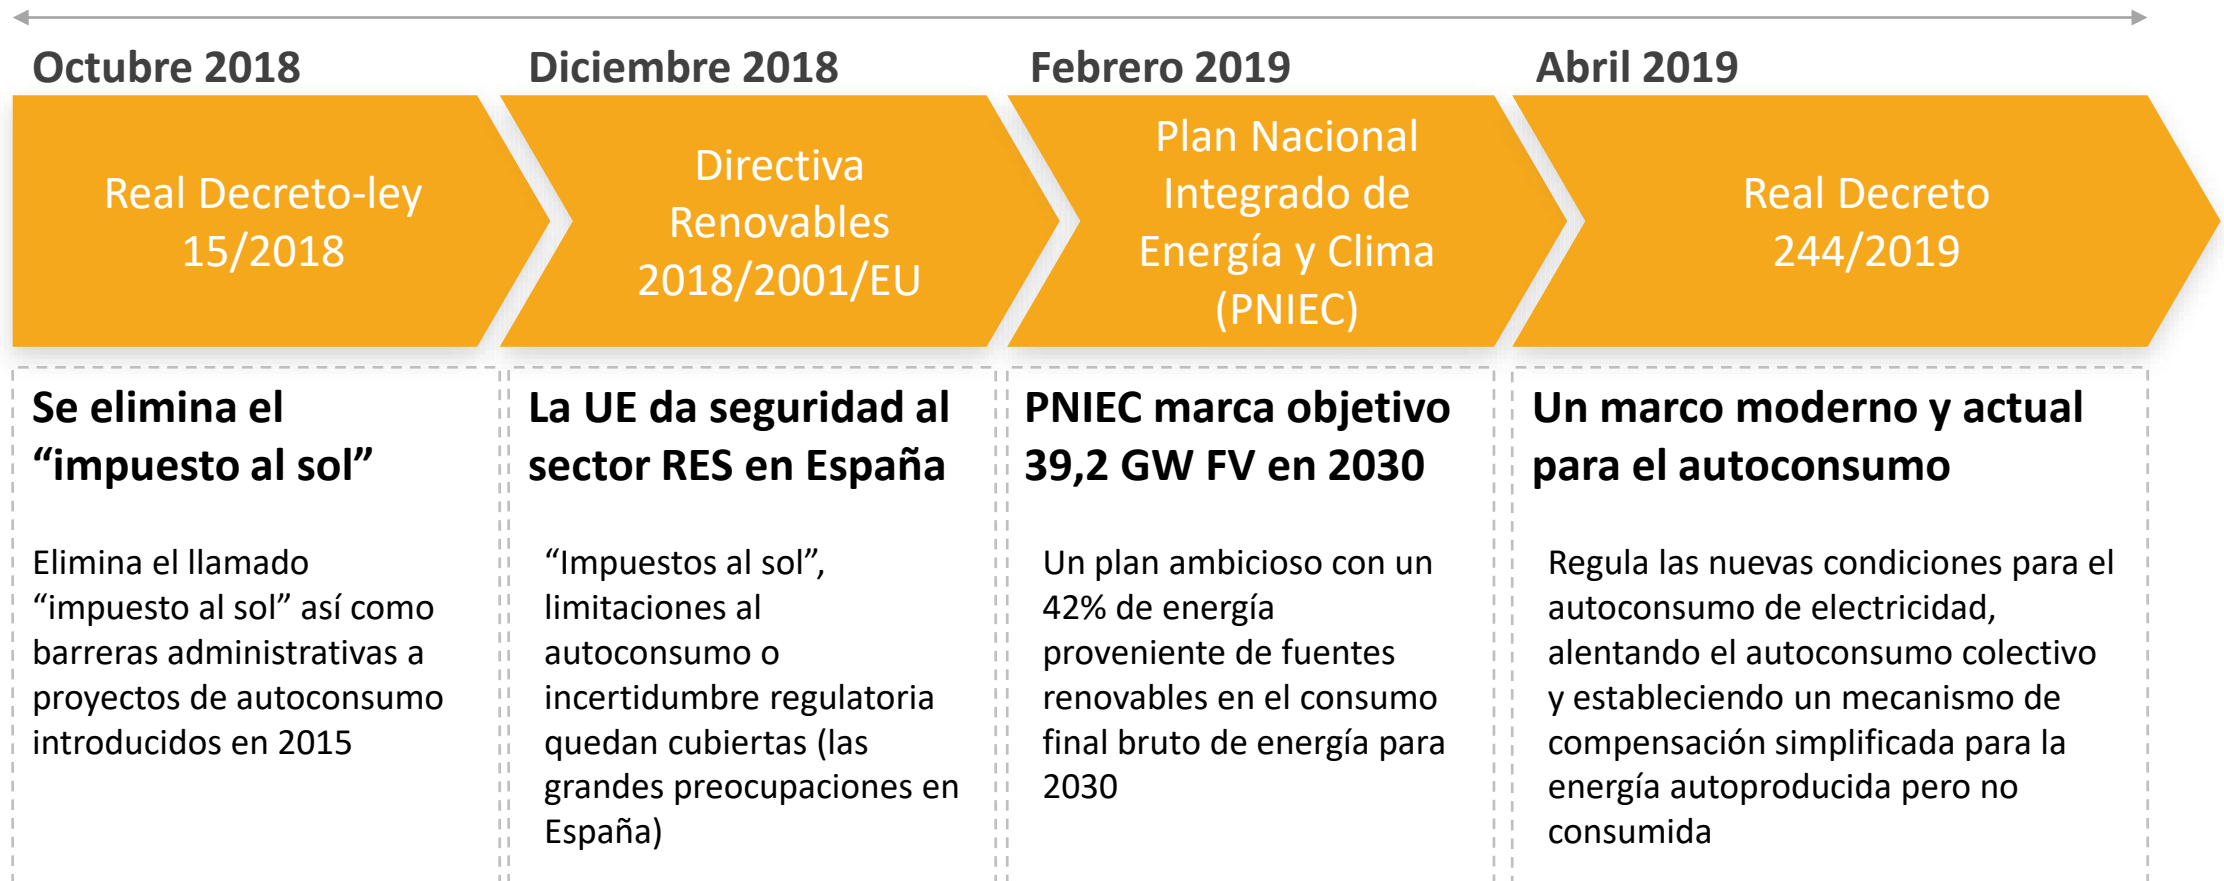 Octubre 2018
Diciembre 2018
Febrero 2019
Abril 2019
Real Decreto-ley
15/2018
Directiva
Renovables
2018/2001/EU
Plan Nacional
Integrado de
Energía y Clima
(PNIEC)
Real Decreto
244/2019
Se elimina el
“impuesto al sol”
Elimina el llamado
“impuesto al sol” así como
barreras administrativas a
proyectos de autoconsumo
introducidos en 2015
La UE da seguridad al
sector RES en España
“Impuestos al sol”,
limitaciones al
autoconsumo o
incertidumbre regulatoria
quedan cubiertas (las
grandes preocupaciones en
España)
PNIEC marca objetivo
39,2 GW FV en 2030
Un plan ambicioso con un
42% de energía
proveniente de fuentes
renovables en el consumo
final bruto de energía para
2030
Un marco moderno y actual
para el autoconsumo
Regula las nuevas condiciones para el
autoconsumo de electricidad,
alentando el autoconsumo colectivo
y estableciendo un mecanismo de
compensación simplificada para la
energía autoproducida pero no
consumida